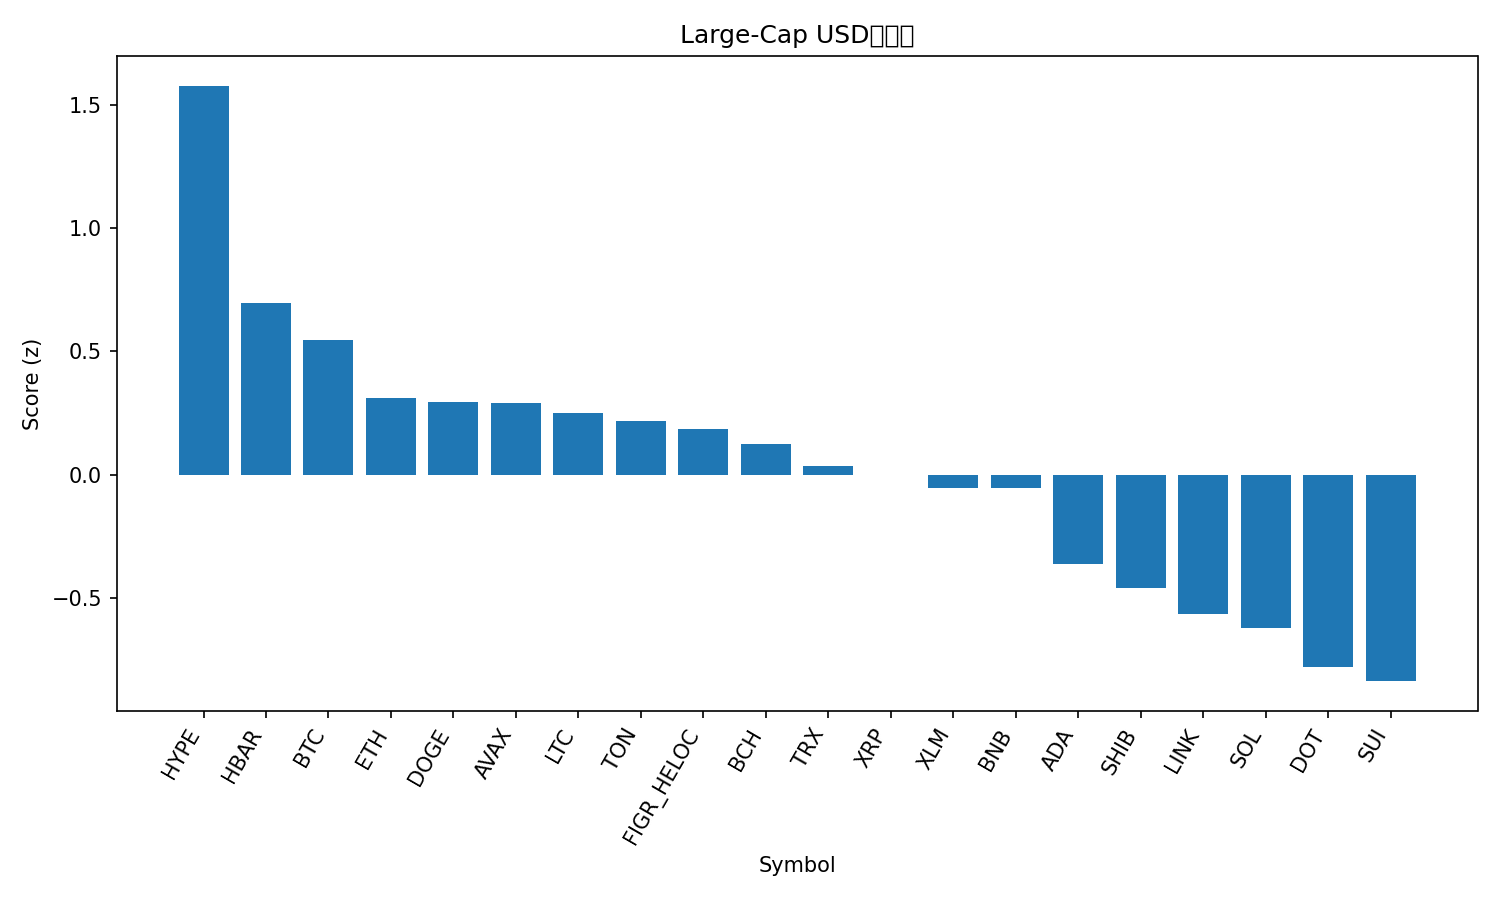 Large-Cap USD
Score (z)
1.5
1.0
0.5
0.0
−0.5
HYPE
HBAR
BTC
ETH
DOGE
AVAX
LTC
TON
FIGR_HELOC
BCH
TRX
XRP
XLM
BNB
ADA
SHIB
LINK
SOL
DOT
SUI
Symbol